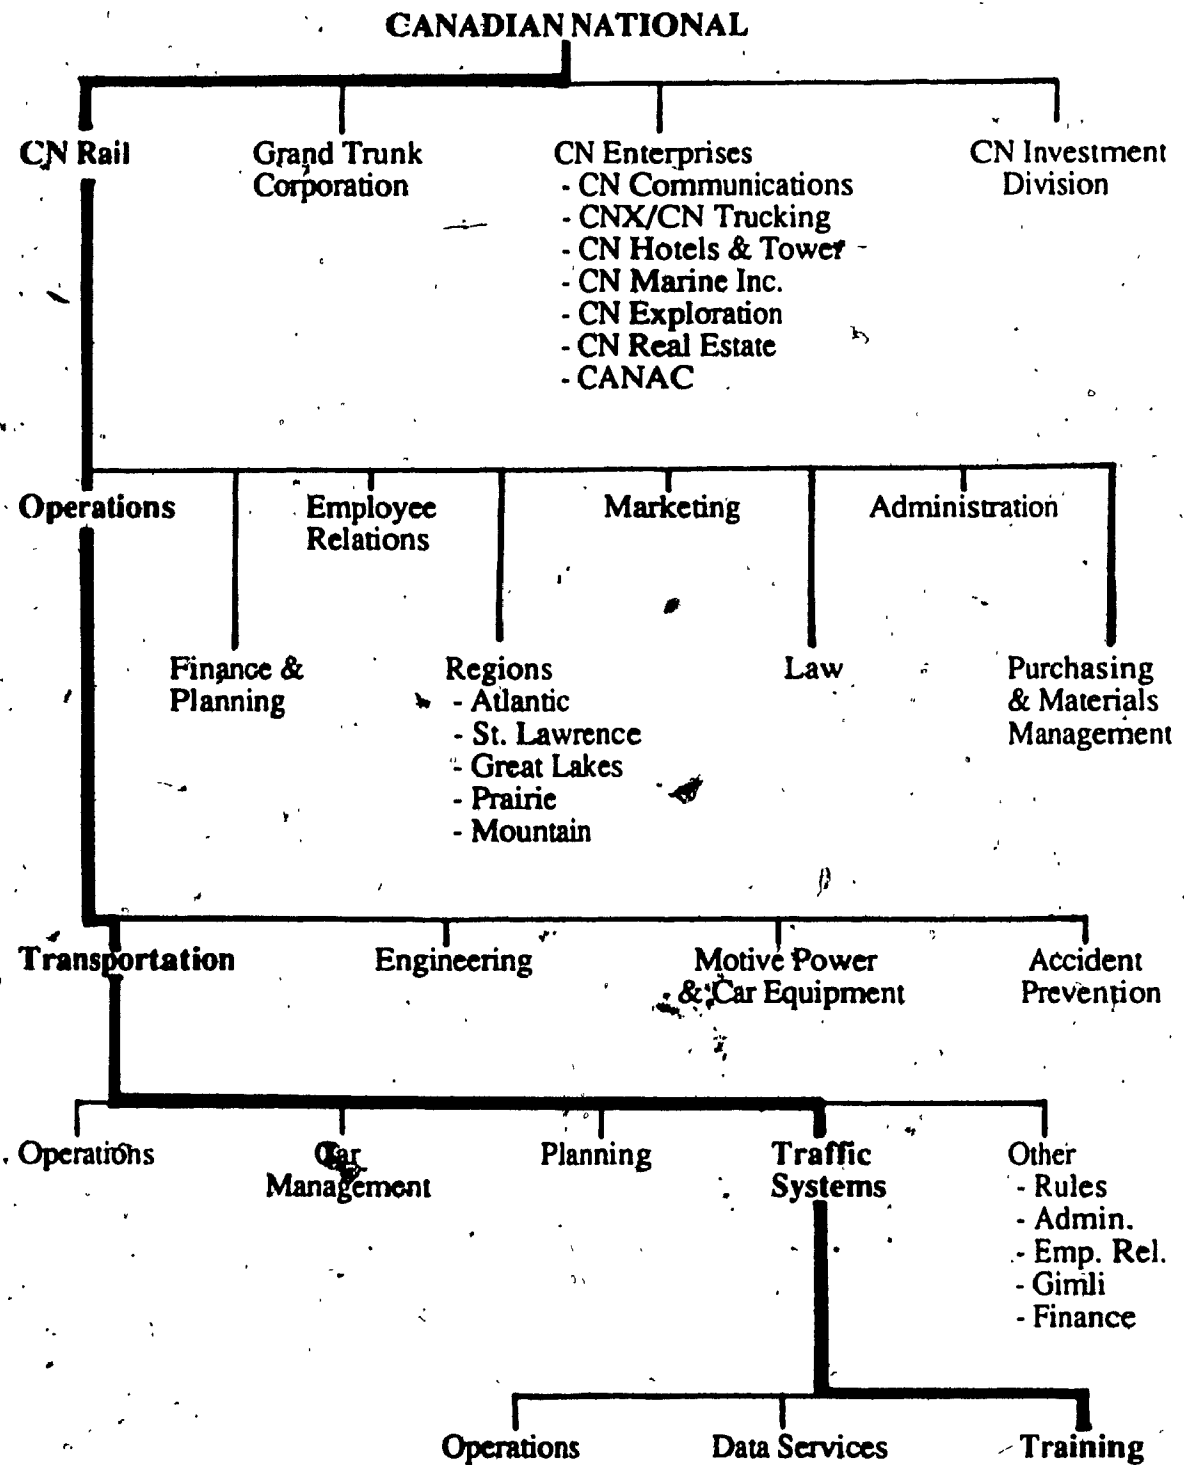 CANADIAN NATIONAL
CN Rail
Grand Trunk
Corporation
CN Enterprises
- CN Communications
- CNX/CN Trucking
- CN Hotels & Tower
- CN Marine Inc.
- CN Exploration
- CN Real Estate
- CANAC
CN Investment
Division
Operations
Employee
Relations
Marketing
Administration
Finance &
Planning
Regions
- Atlantic
- St. Lawrence
- Great Lakes
- Prairie
- Mountain
Law
Purchasing
& Materials
Management
Transportation
Engineering
Motive Power
& Car Equipment
Accident
Prevention
Operations
Car
Management
Planning
Traffic
Systems
Other
- Rules
- Admin.
- Emp. Rel.
- Gimli
- Finance
Operations
Data Services
Training